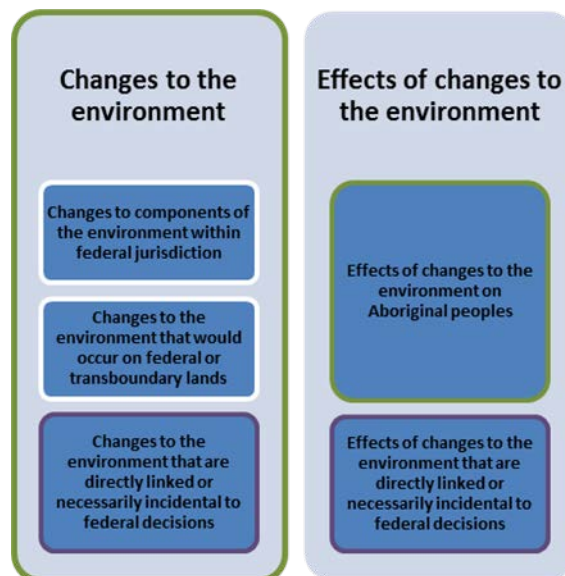 Changes to the
environment
Changes to components of
the environment within
federal jurisdiction
Changes to the
environment that would
occur on federal or
transboundary lands
Changes to the
environment that are
directly linked or
necessarily incidental to
federal decisions
Effects of changes to
the environment
Effects of changes to the
environment on
Aboriginal peoples
Effects of changes to the
environment that are
directly linked or
necessarily incidental to
federal decisions